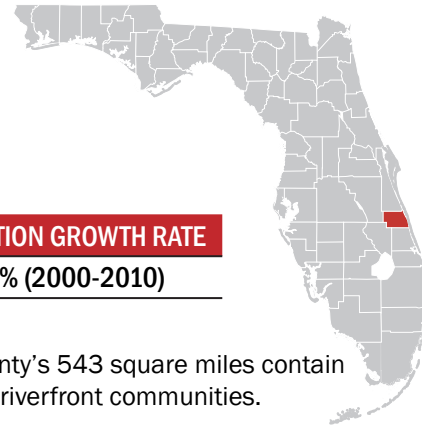 TION GROWTH RATE
% (2000-2010)
nty's 543 square miles contain
riverfront communities.